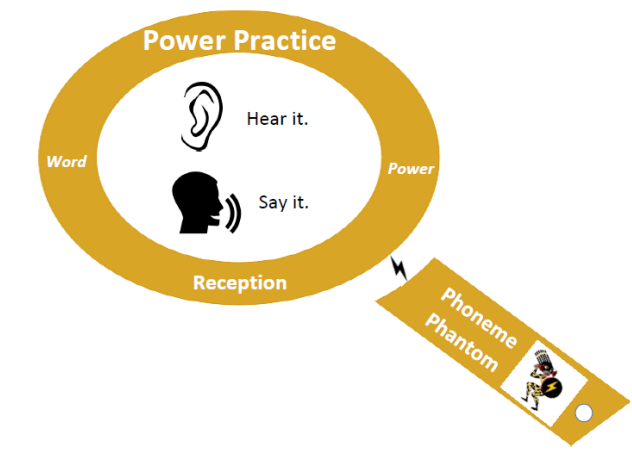 Power Practice
Hear it.
Word
Power
Say it.
Reception
Phoneme
Phantom